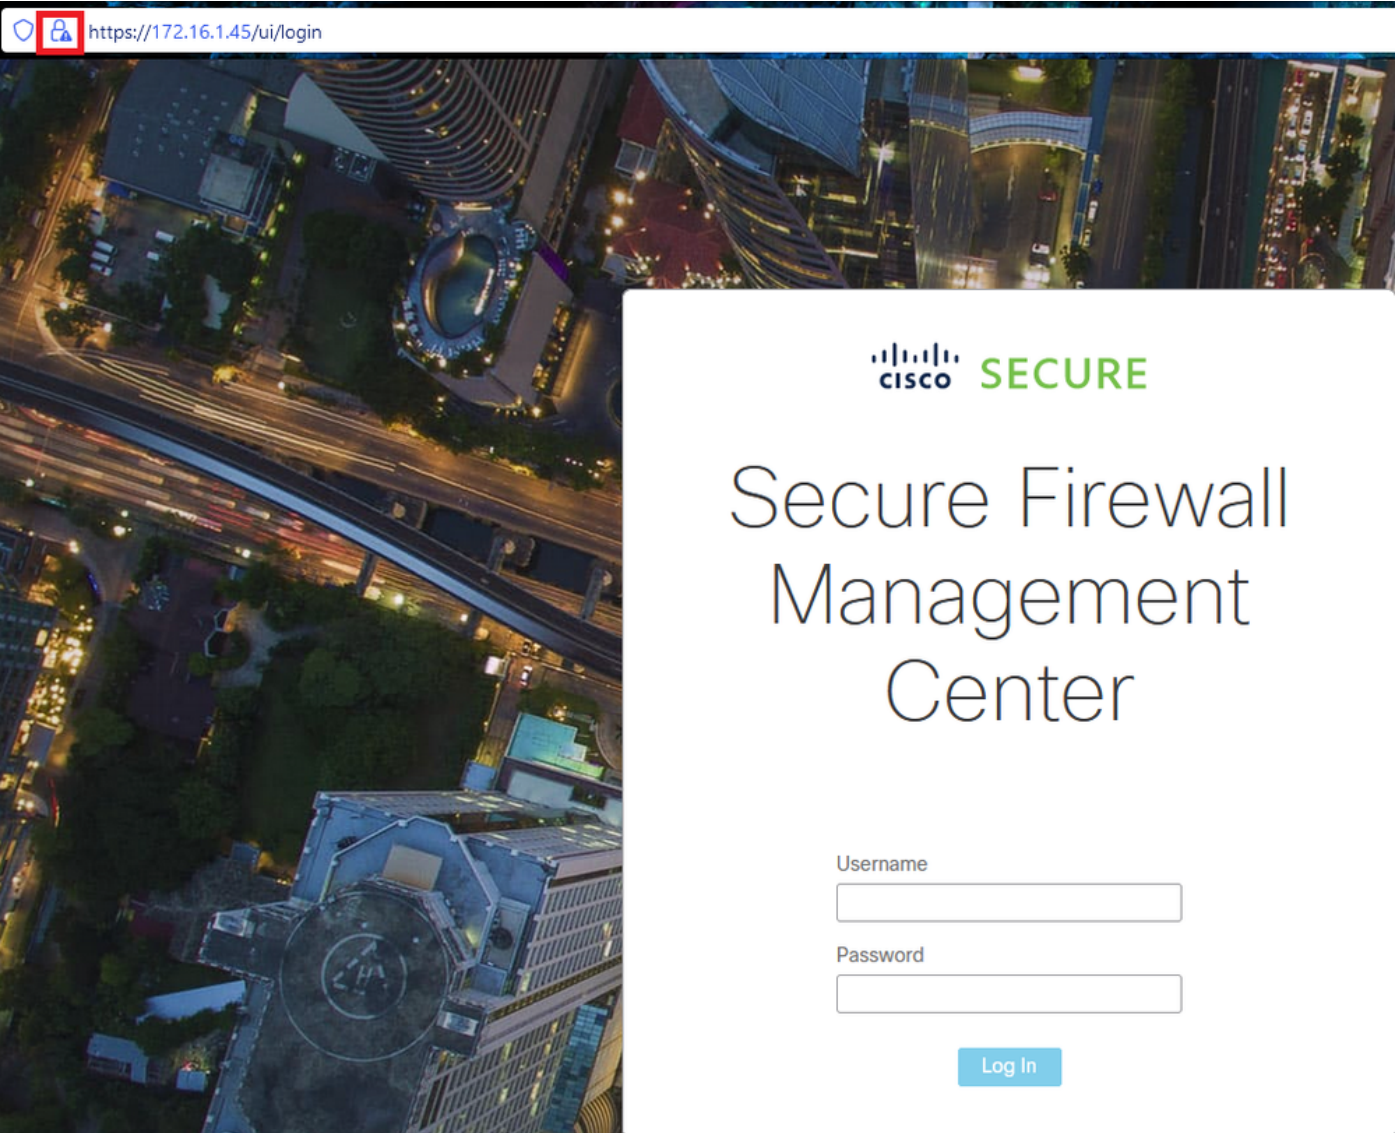 https://172.16.1.45/ui/login
CISCO SECURE
Secure Firewall
Management
Center
Username
Password
Log In